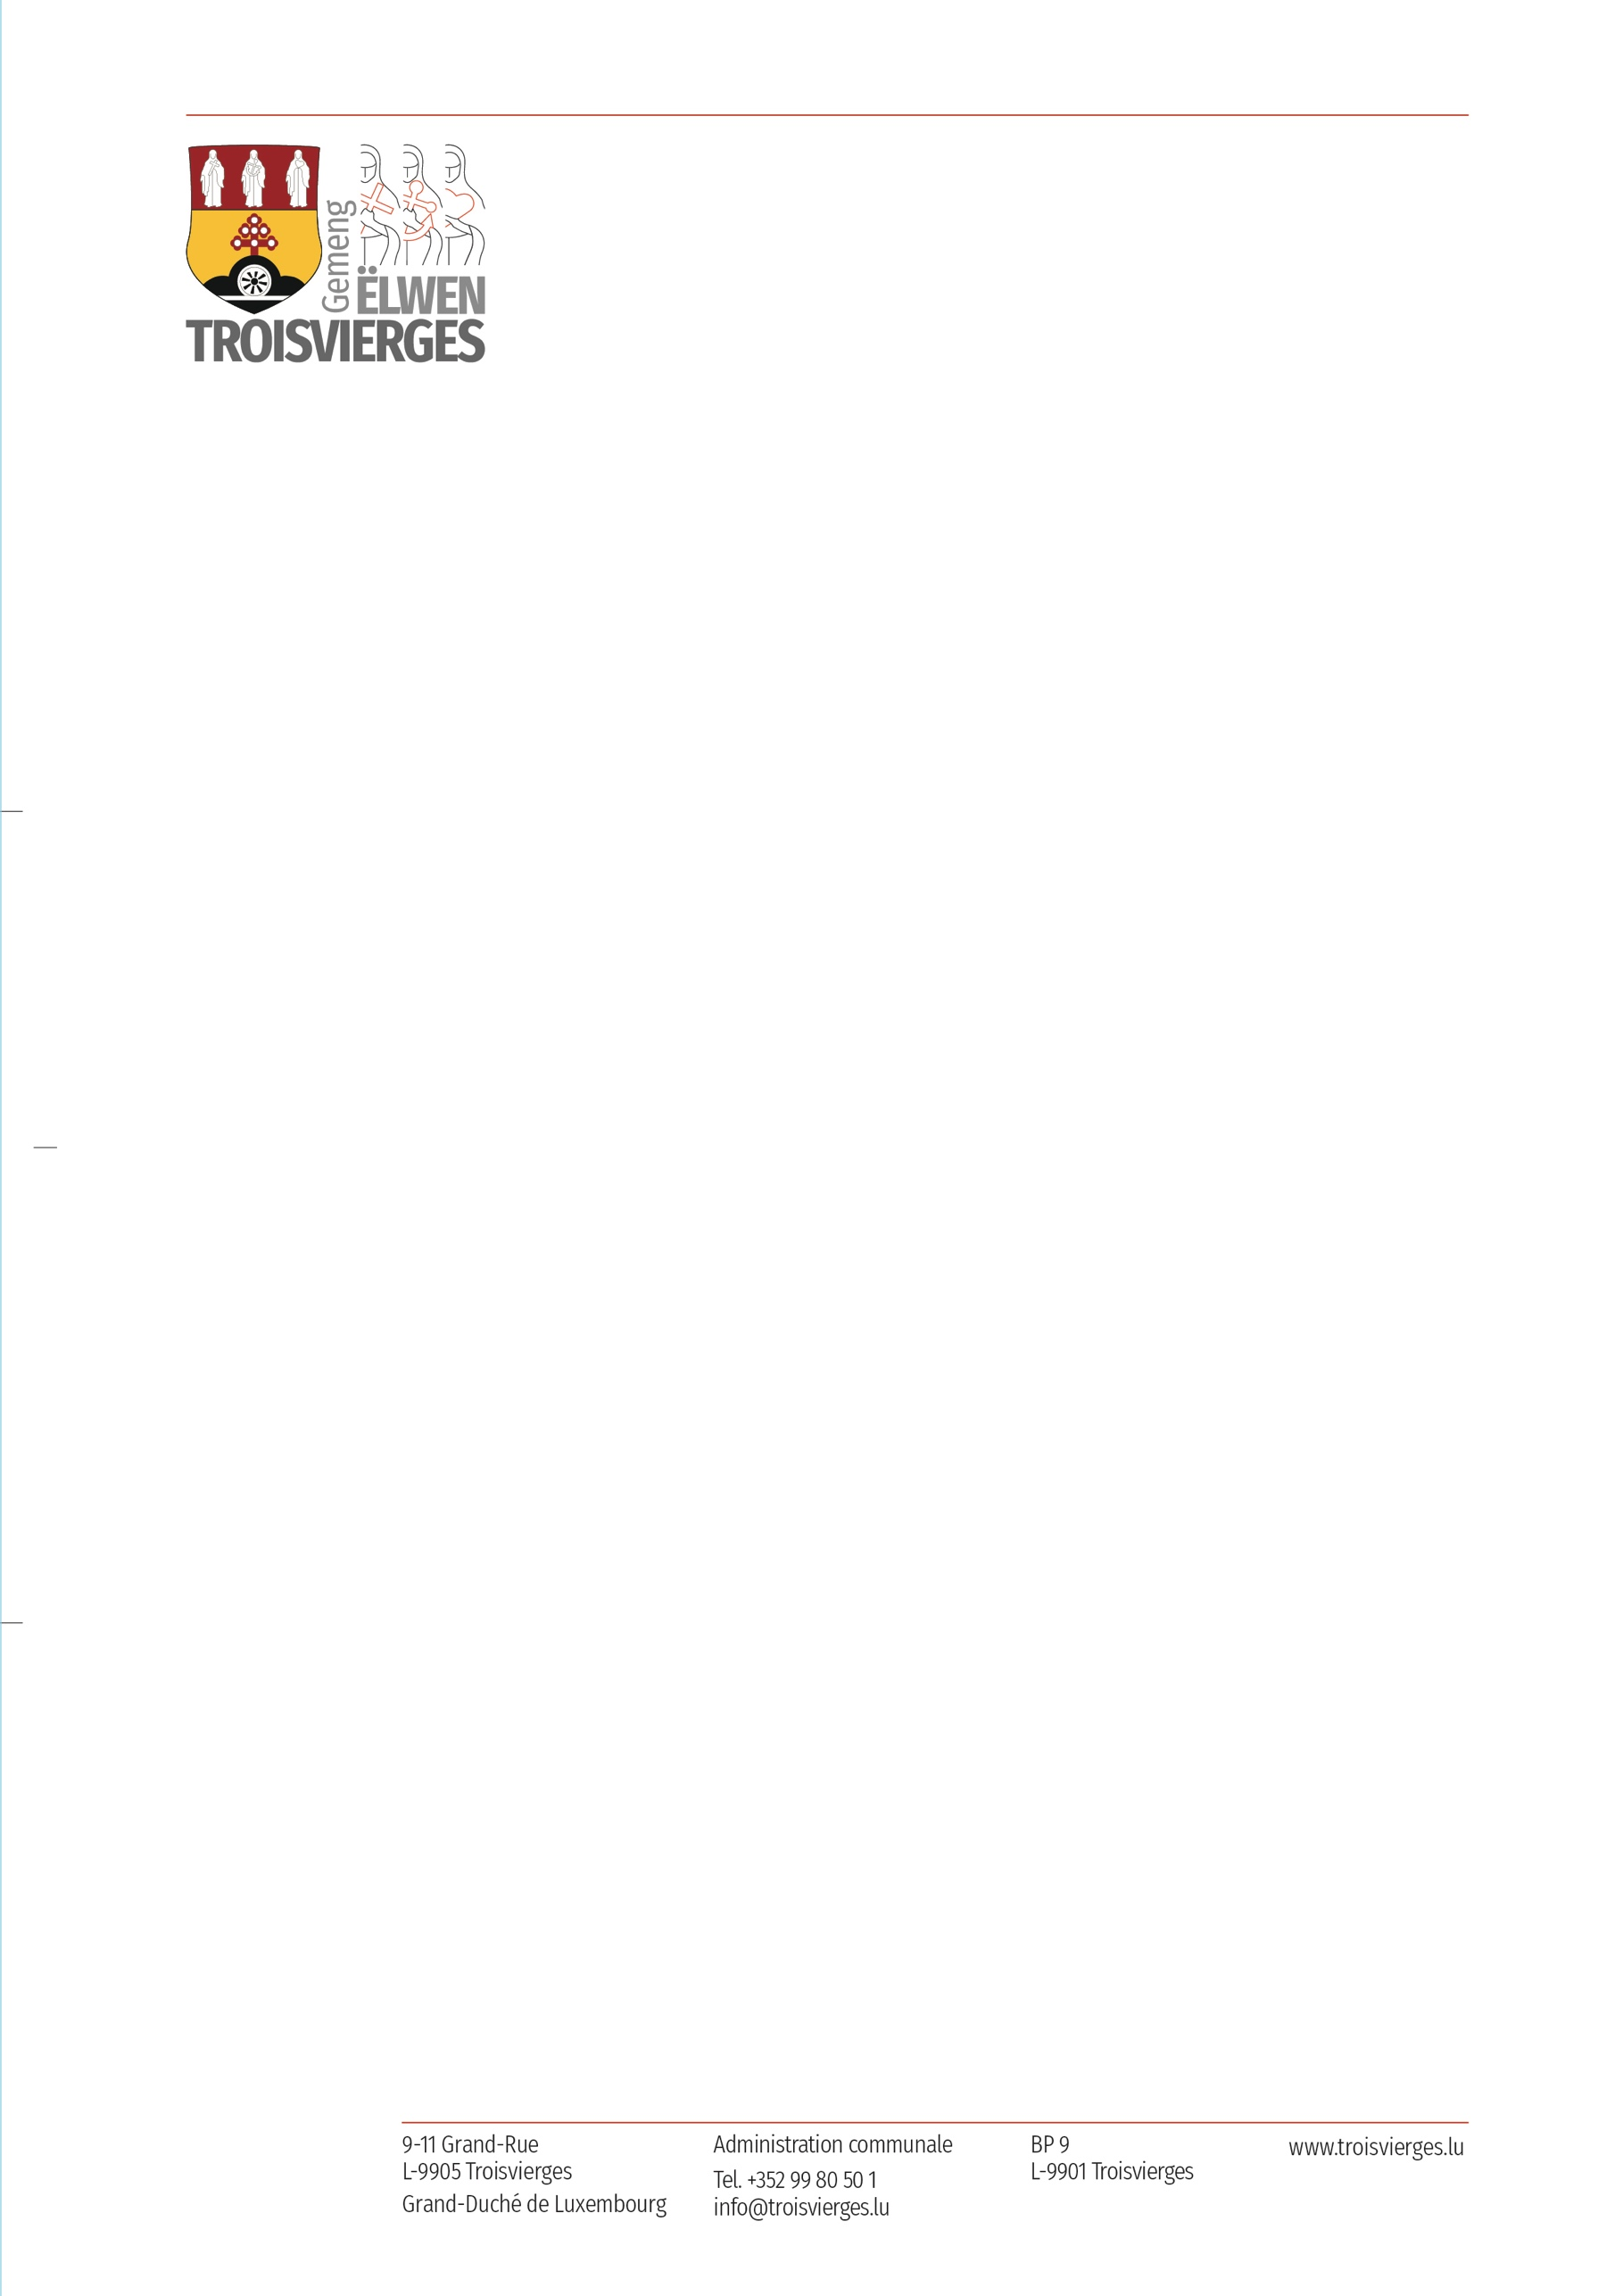 Gemeng
ËLWEN
TROISVIERGES
9-11 Grand-Rue
L-9905 Troisvierges
Grand-Duché de Luxembourg
Administration communale
Tel. +352 99 80 50 1
info@troisvierges.lu
BP 9
L-9901 Troisvierges
www.troisvierges.lu